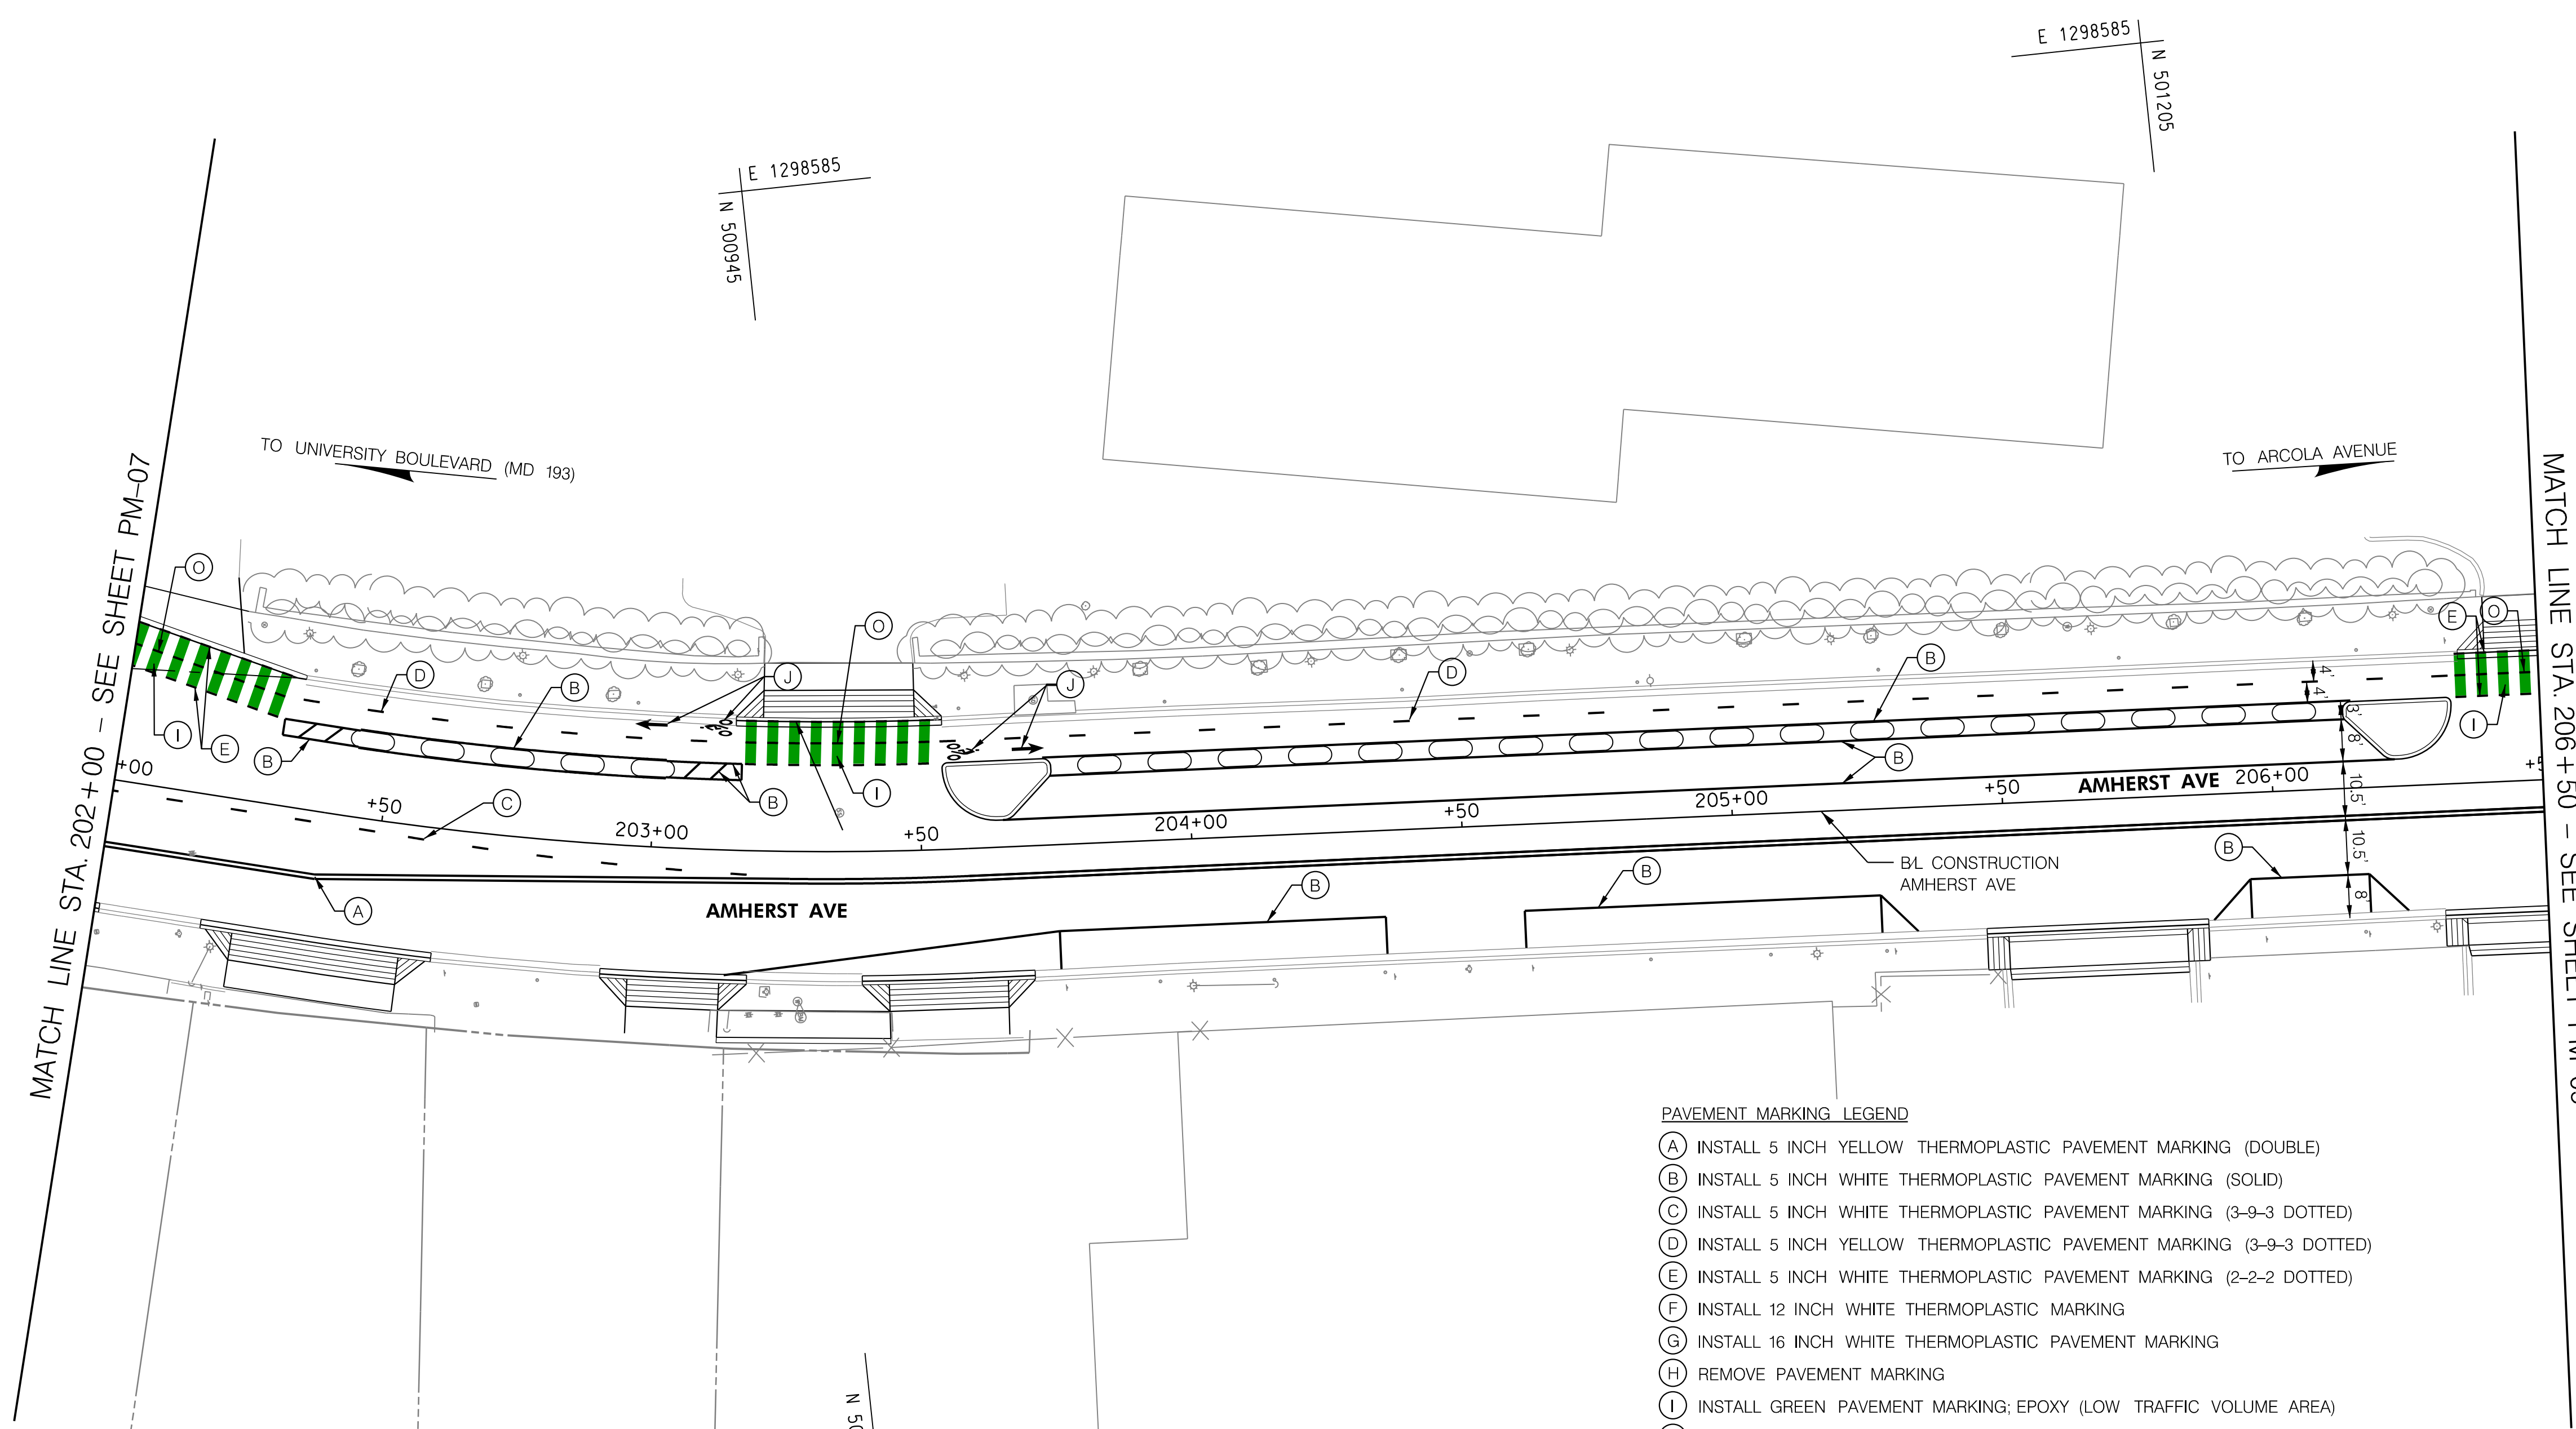 E 1298585
N 501205
E 1298585
N 500945
TO UNIVERSITY BOULEVARD (MD 193)
TO ARCOLA AVENUE
MATCH LINE STA. 202+00 - SEE SHEET PM-07
MATCH LINE STA. 206+50 - SEE SHEET
O
D
B
J
O
J
D
B
E
O
I
E
B
B
I
B
I
4'
4'
3'
8'
10.5'
10.5'
8'
+00
+50
203+00
+50
204+00
+50
205+00
+50
AMHERST AVE
206+00
C
A
AMHERST AVE
B
B
B
B/L CONSTRUCTION
AMHERST AVE
PAVEMENT MARKING LEGEND
A INSTALL 5 INCH YELLOW THERMOPLASTIC PAVEMENT MARKING (DOUBLE)
B INSTALL 5 INCH WHITE THERMOPLASTIC PAVEMENT MARKING (SOLID)
C INSTALL 5 INCH WHITE THERMOPLASTIC PAVEMENT MARKING (3-9-3 DOTTED)
D INSTALL 5 INCH YELLOW THERMOPLASTIC PAVEMENT MARKING (3-9-3 DOTTED)
E INSTALL 5 INCH WHITE THERMOPLASTIC PAVEMENT MARKING (2-2-2 DOTTED)
F INSTALL 12 INCH WHITE THERMOPLASTIC MARKING
G INSTALL 16 INCH WHITE THERMOPLASTIC PAVEMENT MARKING
H REMOVE PAVEMENT MARKING
I INSTALL GREEN PAVEMENT MARKING; EPOXY (LOW TRAFFIC VOLUME AREA)